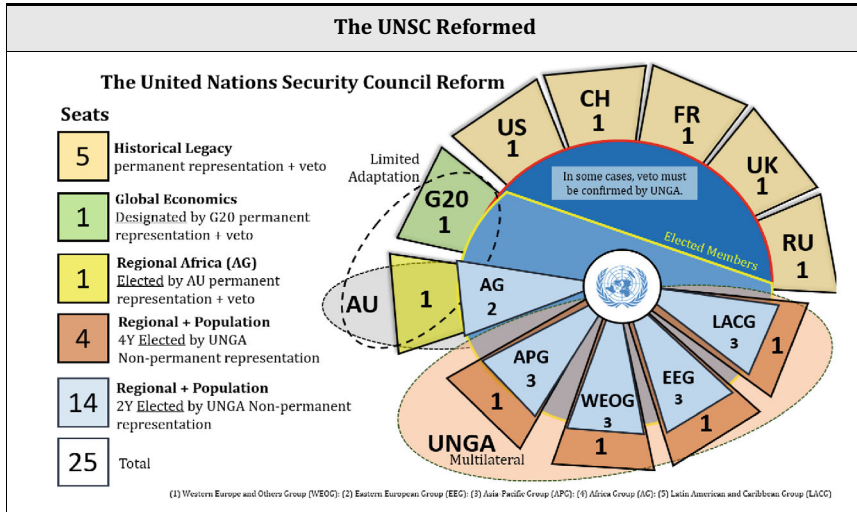 The UNSC Reformed
The United Nations Security Council Reform
Seats
5
Historical Legacy
permanent representation + veto
1
Global Economics
Designated by G20 permanent
representation + veto
1
Regional Africa (AG)
Elected by AU permanent
representation + veto
4
Regional + Population
4Y Elected by UNGA
Non-permanent representation
14
Regional + Population
2Y Elected by UNGA Non-permanent
representation
25
Total
Limited
Adaptation
G20
1
US
1
CH
1
FR
1
UK
1
RU
1
In some cases, veto must
be confirmed by UNGA.
Elected Members
AU
1
AG
2
APG
3
1
WEOG
3
1
EEG
3
1
LACG
3
1
UNGA
Multilateral
(1) Western Europe and Others Group (WEOG): (2) Eastern European Group (EEG): (3) Asia-Pacific Group (APG): (4) Africa Group (AG): (5) Latin American and Caribbean Group (LACG)